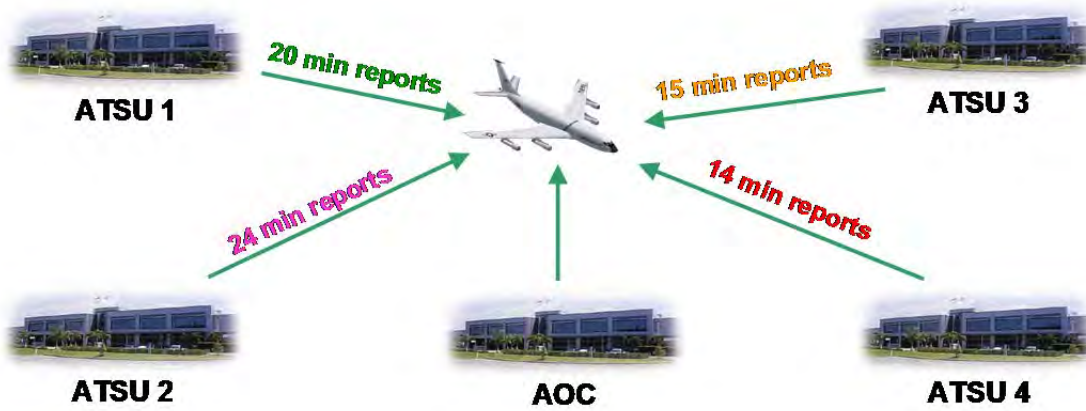 20 min reports
15 min reports
ATSU 1
ATSU 3
24 min reports
14 min reports
ATSU 2
AOC
ATSU 4